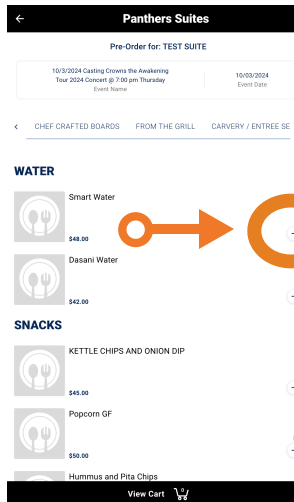 Panthers Suites
Pre-Order for: TEST SUITE
10/3/2024 Casting Crowns the Awakening
Tour 2024 Concert @ 7:00 pm Thursday
Event Name
10/03/2024
Event Date
CHEF CRAFTED BOARDS FROM THE GRILL CARVERY / ENTREE SE
WATER
Smart Water
$48.00
Dasani Water
$42.00
SNACKS
KETTLE CHIPS AND ONION DIP
$45.00
Popcorn GF
$50.00
Hummus and Pita Chips
View Cart 0